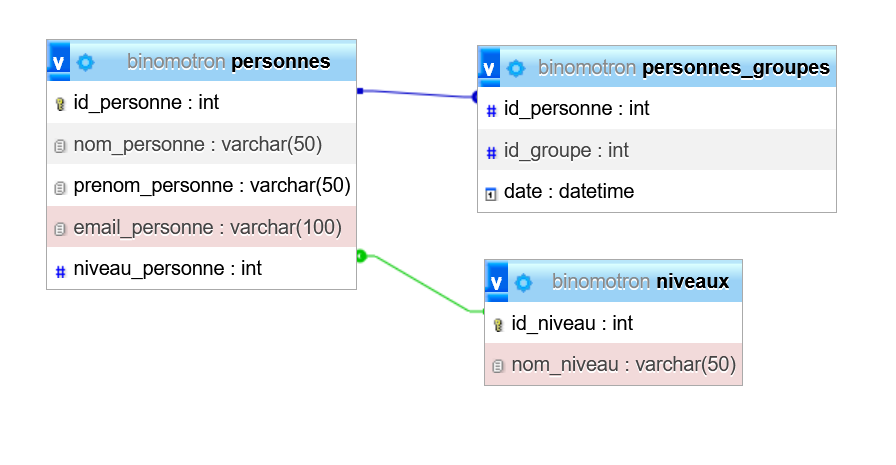 v binomotron personnes
id_personne : int
nom_personne : varchar(50)
prenom_personne : varchar(50)
email_personne : varchar(100)
# niveau_personne : int
v binomotron personnes_groupes
# id_personne : int
# id_groupe : int
1 date : datetime
v binomotron niveaux
id_niveau : int
nom_niveau : varchar(50)